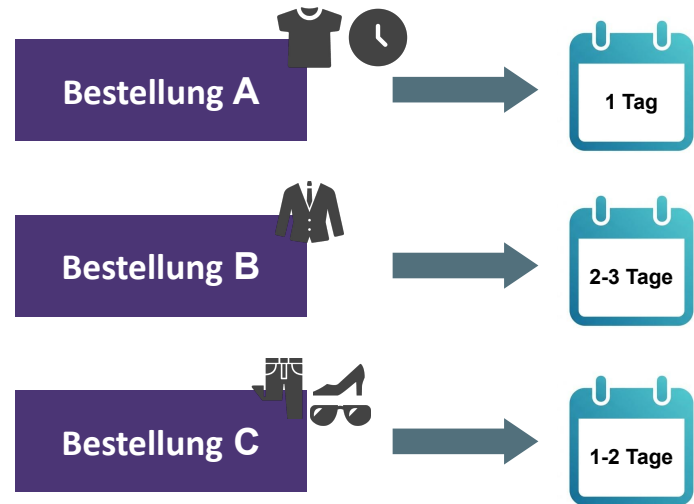 Bestellung A
1 Tag
Bestellung B
2-3 Tage
Bestellung C
1-2 Tage